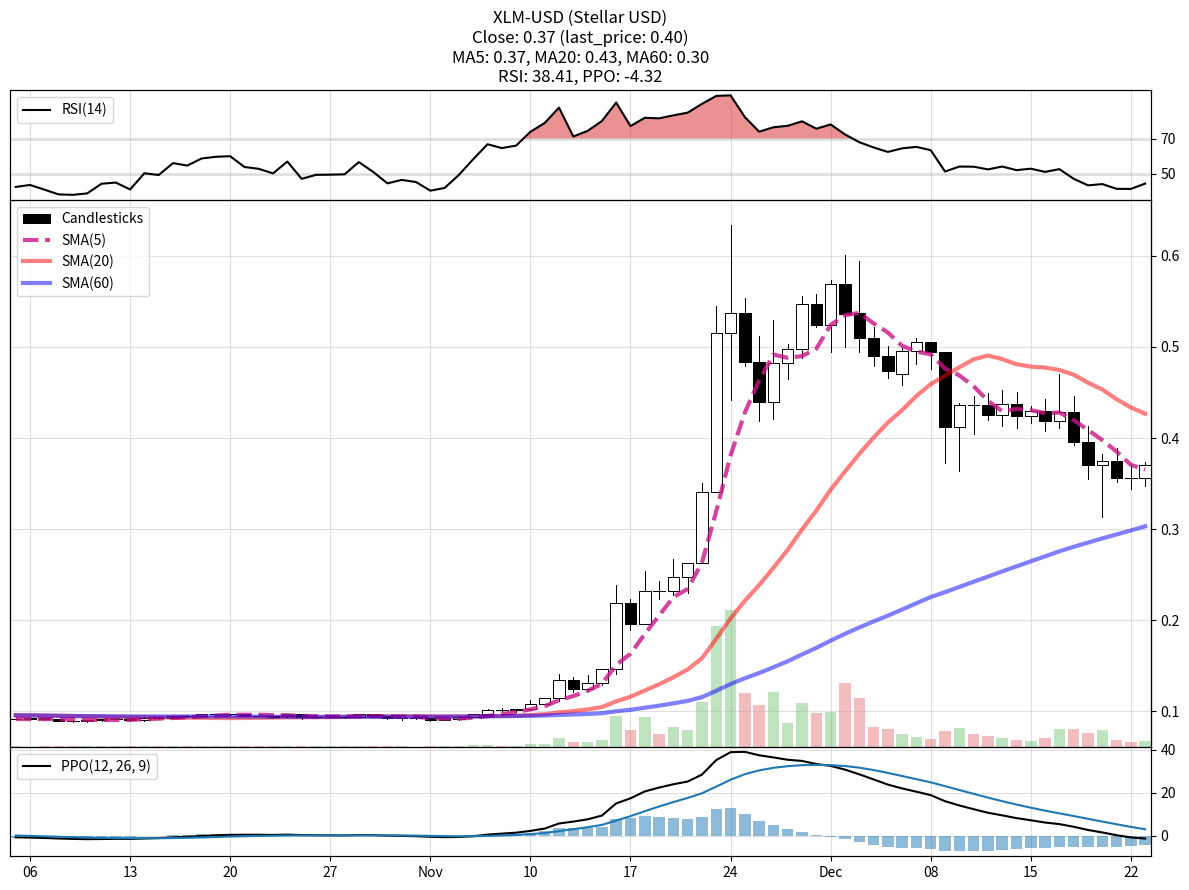 XLM-USD (Stellar USD)
Close: 0.37 (last_price: 0.40)
MA5: 0.37, MA20: 0.43, MA60: 0.30
RSI: 38.41, PPO: -4.32
RSI(14)
70
50
Candlesticks
SMA(5)
SMA(20)
SMA(60)
0.6
0.5
0.4
0.3
0.2
0.1
PPO(12, 26, 9)
40
20
0
06 13 20 27 Nov 10 17 24 Dec 08 15 22